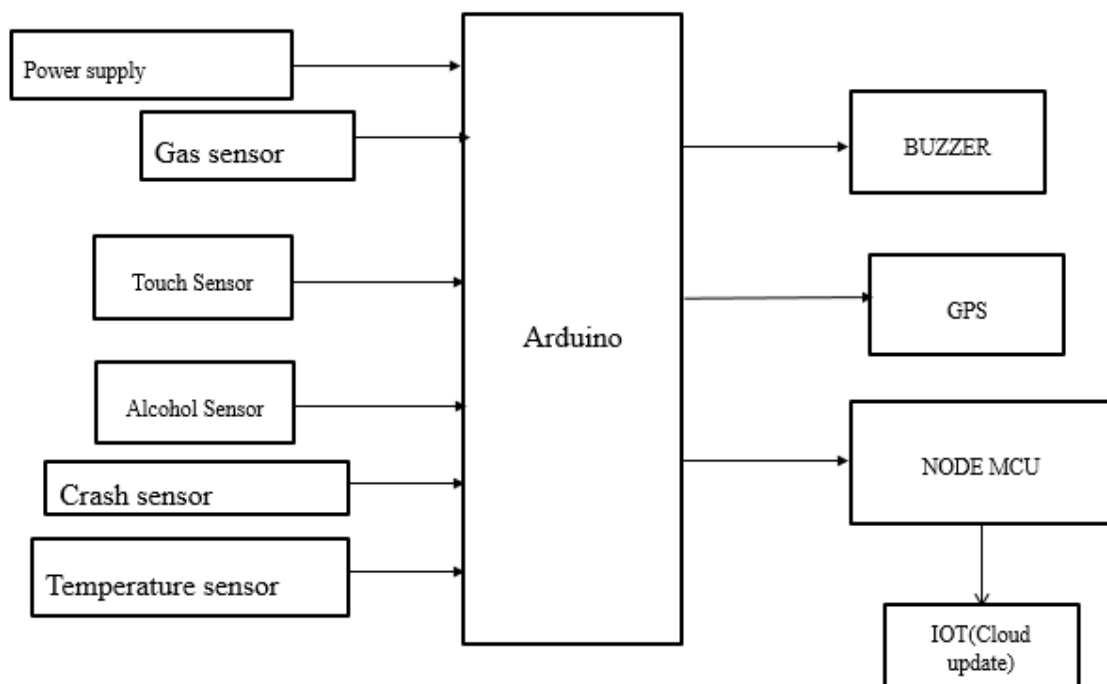 Power supply
Gas sensor
Touch Sensor
Alcohol Sensor
Crash sensor
Temperature sensor
Arduino
BUZZER
GPS
NODE MCU
IOT(Cloud
update)